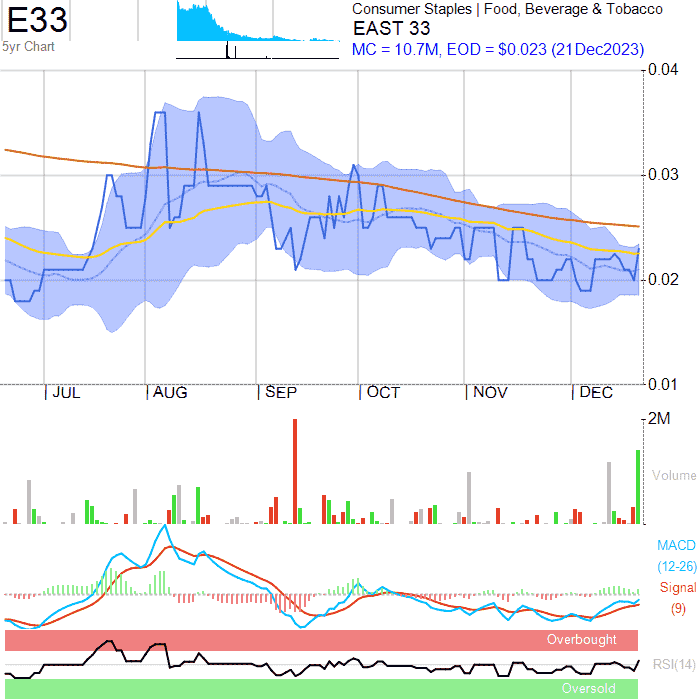 E33
5yr Chart
Consumer Staples | Food, Beverage & Tobacco
EAST 33
MC = 10.7M, EOD = $0.023 (21Dec2023)
0.04
0.03
0.02
0.01
JUL AUG SEP OCT NOV DEC
2M
Volume
MACD
(12-26)
Signal
(9)
Overbought
RSI(14)
Oversold